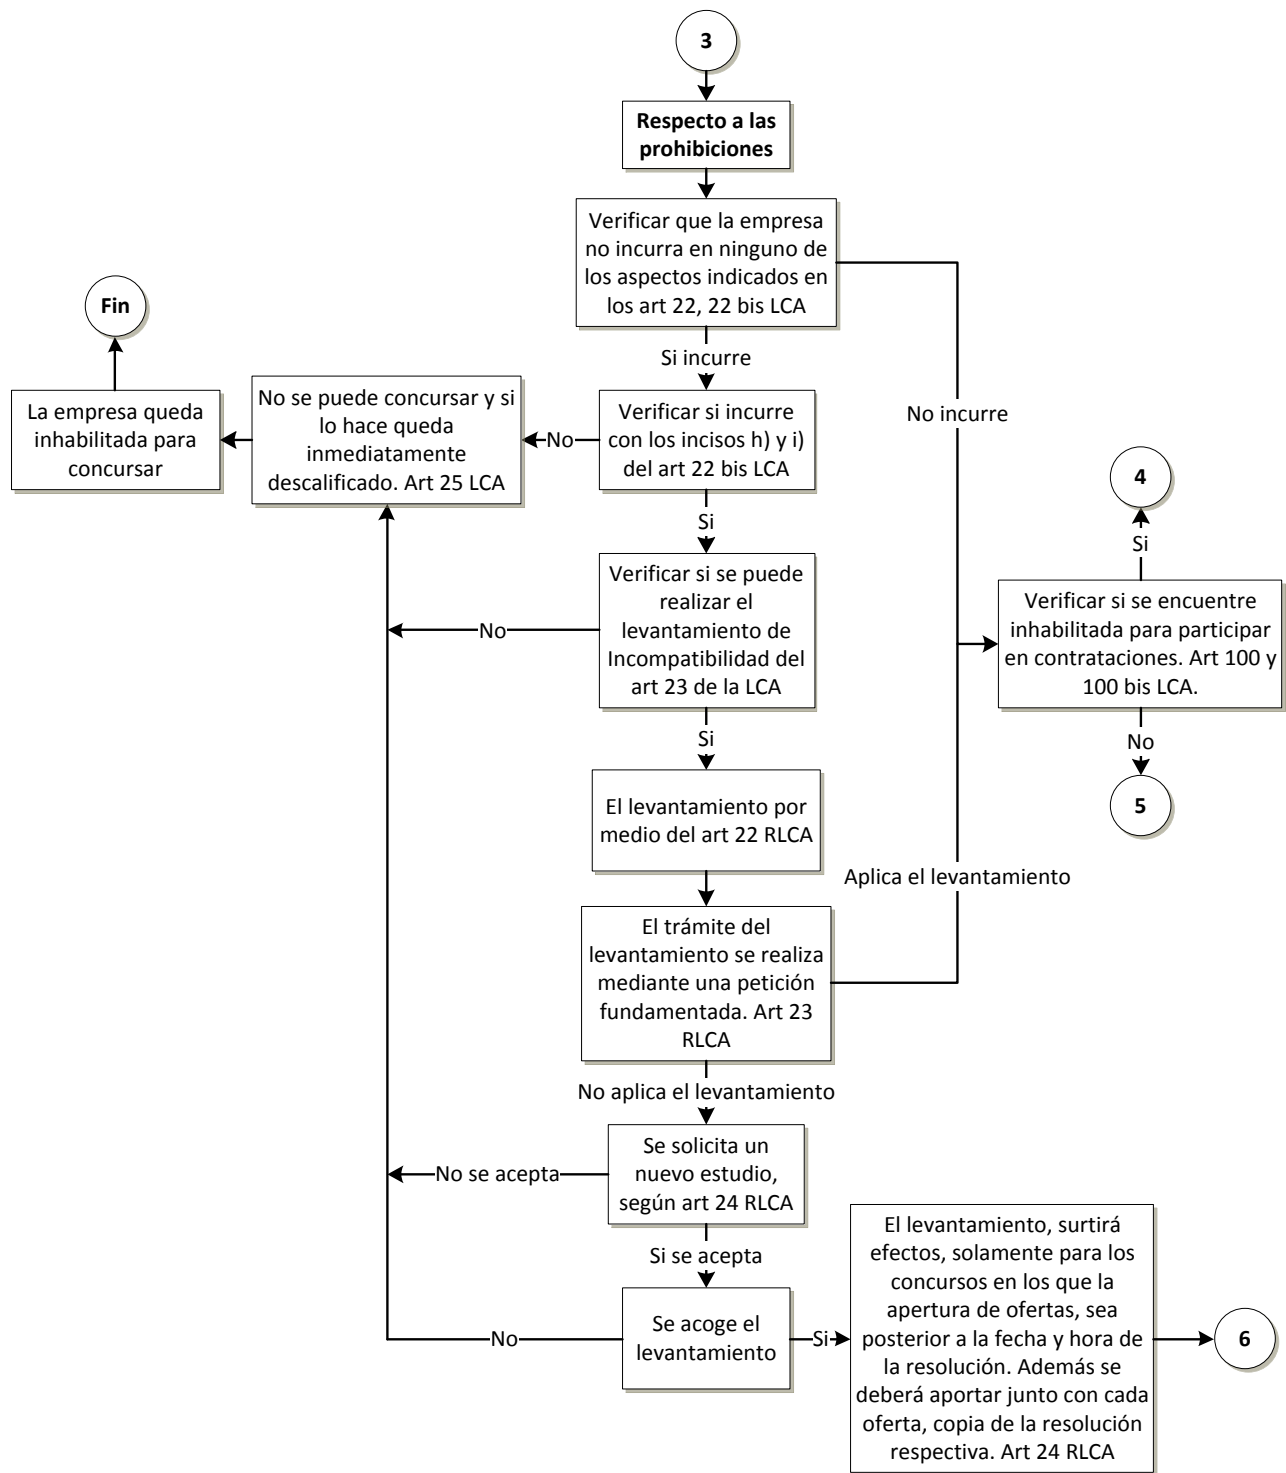 3
Respecto a las
prohibiciones
Verificar que la empresa
no incurra en ninguno de
los aspectos indicados en
los art 22, 22 bis LCA
Si incurre
No incurre
Fin
La empresa queda
inhabilitada para
concursar
No se puede concursar y si
lo hace queda
inmediatamente
descalificado. Art 25 LCA
No
Verificar si incurre
con los incisos h) y i)
del art 22 bis LCA
Si
4
Si
Verificar si se encuentre
inhabilitada para participar
en contrataciones. Art 100 y
100 bis LCA.
No
5
Verificar si se puede
realizar el
levantamiento de
Incompatibilidad del
art 23 de la LCA
No
Si
El levantamiento por
medio del art 22 RLCA
Aplica el levantamiento
El trámite del
levantamiento se realiza
mediante una petición
fundamentada. Art 23
RLCA
No aplica el levantamiento
Se solicita un
nuevo estudio,
según art 24 RLCA
No se acepta
Si se acepta
Se acoge el
levantamiento
No
Si
El levantamiento, surtirá
efectos, solamente para los
concursos en los que la
apertura de ofertas, sea
posterior a la fecha y hora de
la resolución. Además se
deberá aportar junto con cada
oferta, copia de la resolución
respectiva. Art 24 RLCA
6